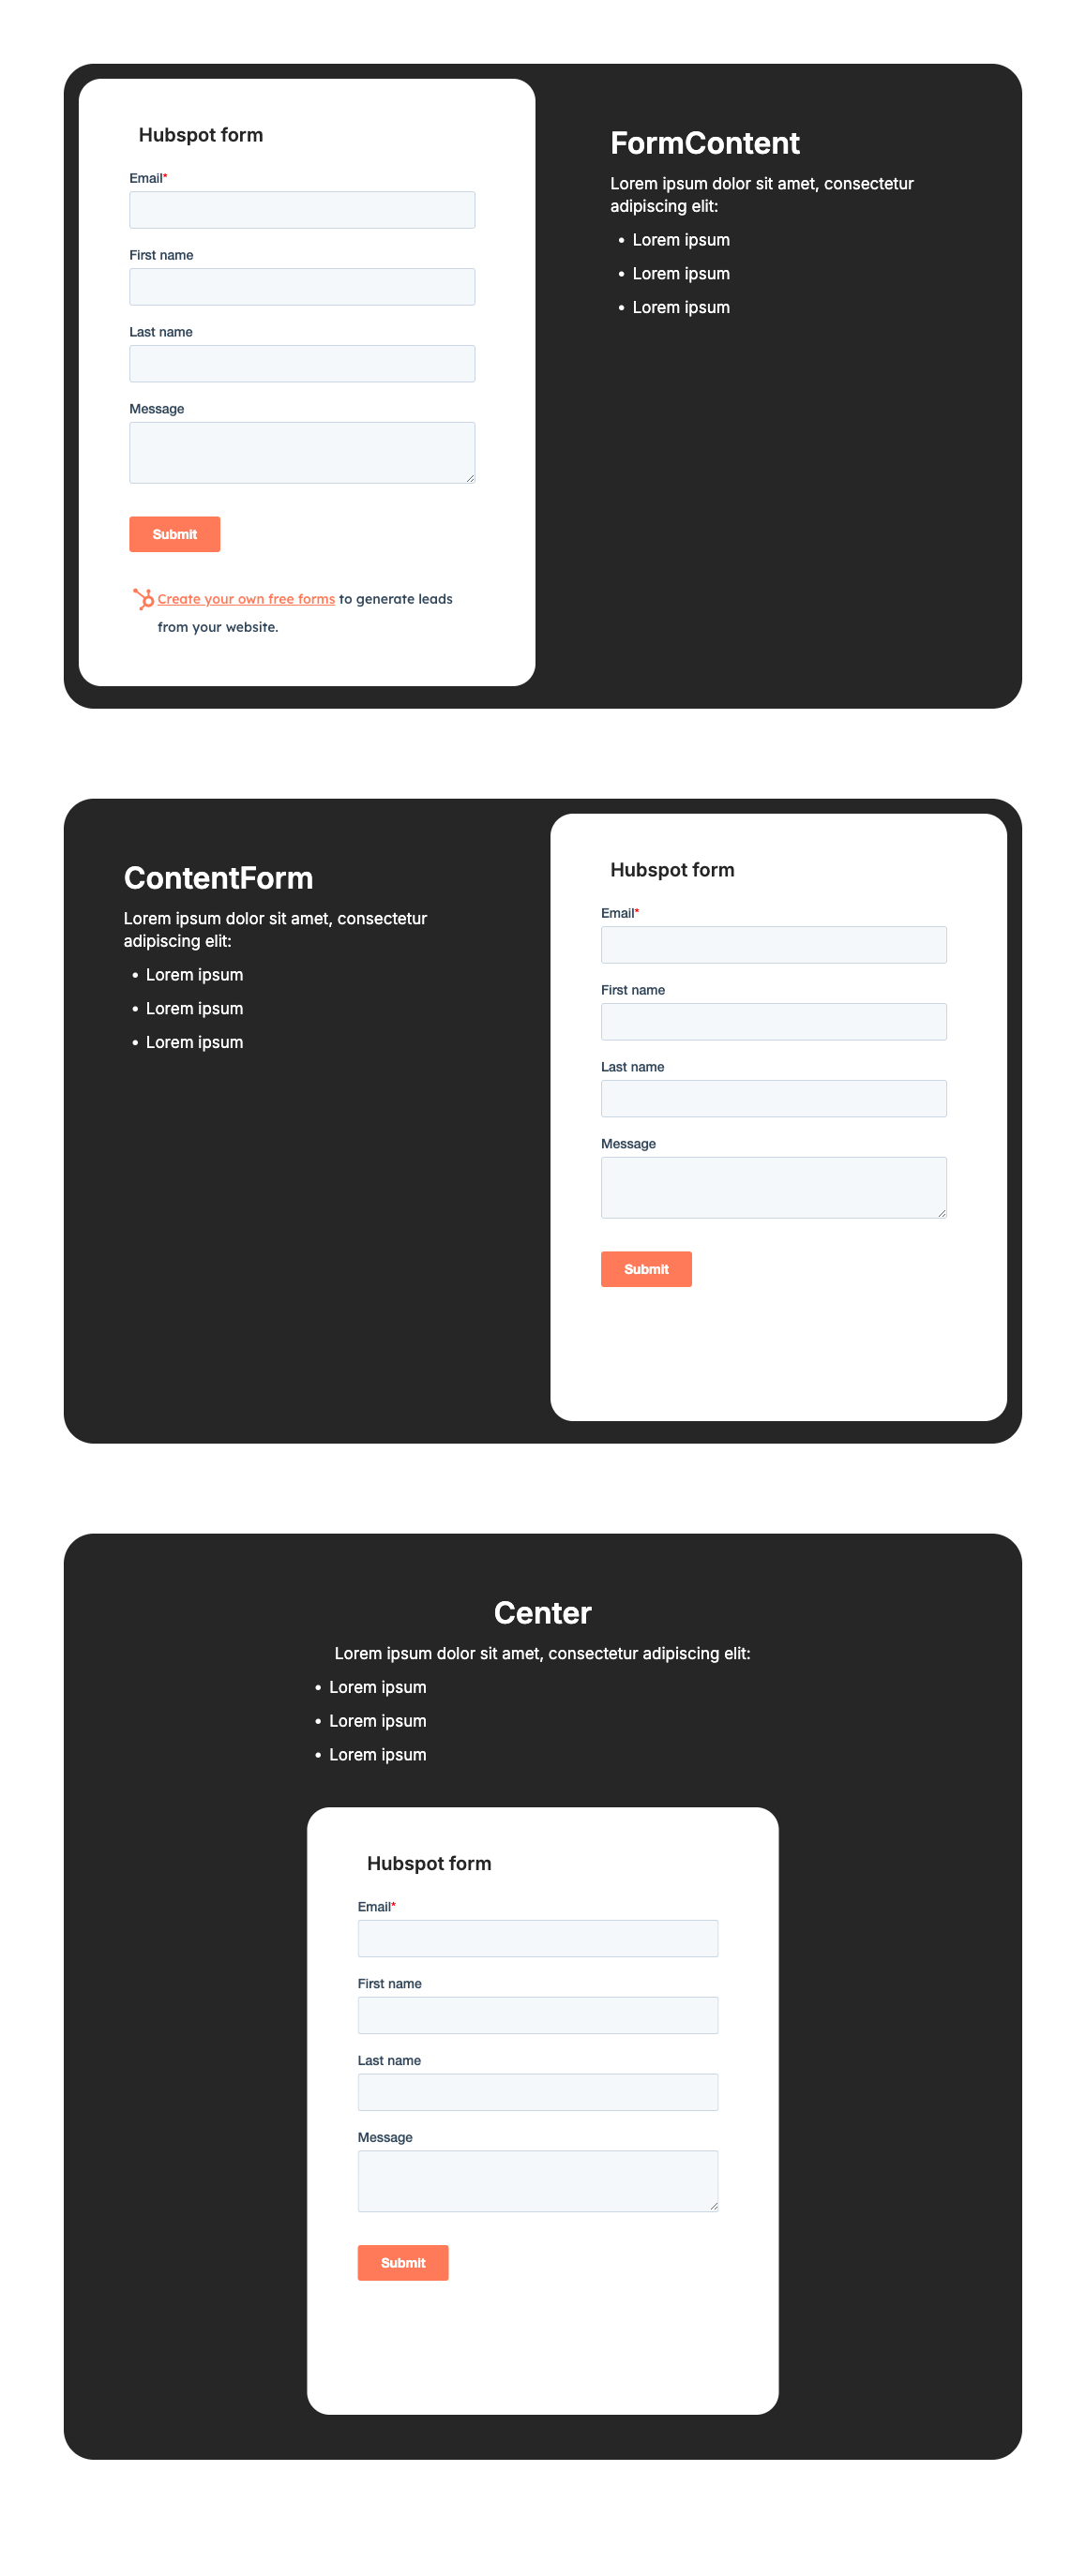 Hubspot form
Email*
First name
Last name
Message
Submit
Create your own free forms to generate leads
from your website.
FormContent
Lorem ipsum dolor sit amet, consectetur
adipiscing elit:
• Lorem ipsum
• Lorem ipsum
• Lorem ipsum
ContentForm
Lorem ipsum dolor sit amet, consectetur
adipiscing elit:
• Lorem ipsum
• Lorem ipsum
• Lorem ipsum
Hubspot form
Email*
First name
Last name
Message
Submit
Center
Lorem ipsum dolor sit amet, consectetur adipiscing elit:
• Lorem ipsum
• Lorem ipsum
• Lorem ipsum
Hubspot form
Email*
First name
Last name
Message
Submit